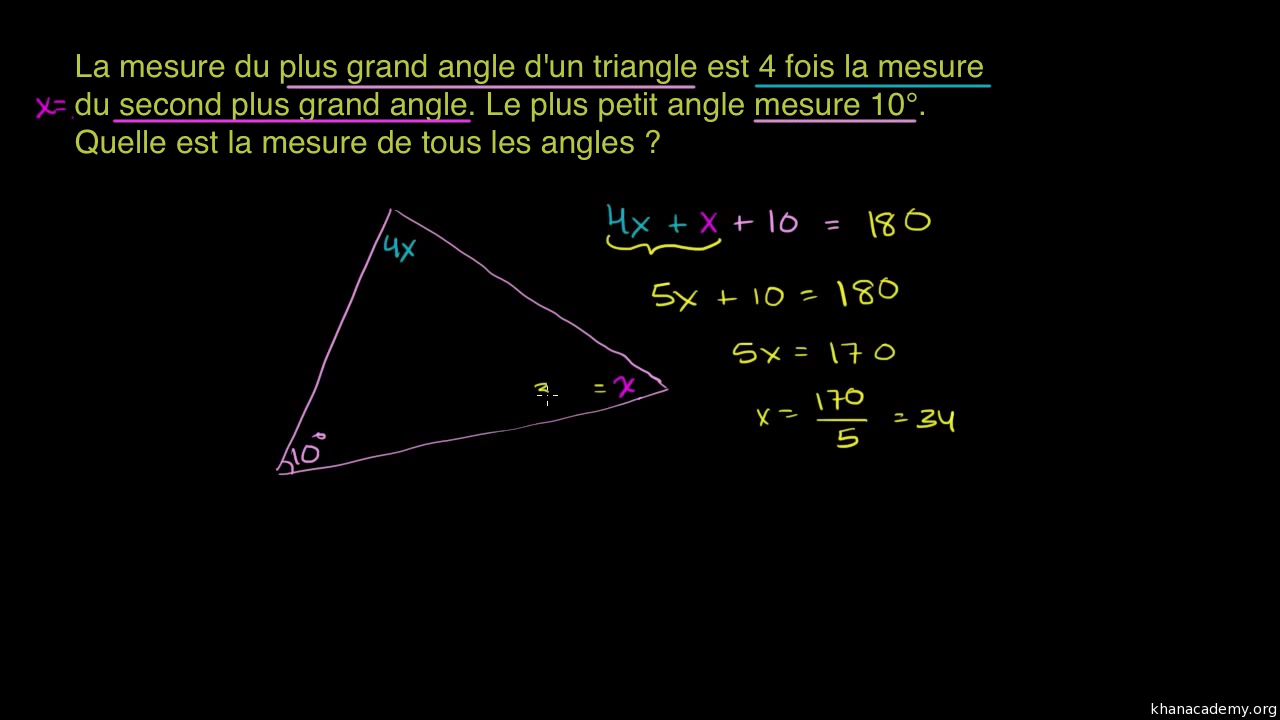 La mesure du plus grand angle d'un triangle est 4 fois la mesure
x= du second plus grand angle. Le plus petit angle mesure 10°.
Quelle est la mesure de tous les angles ?
4x + x + 10 = 180
4x
5x + 10 = 180
5x = 170
= x
x = 170/5 = 34
10°
khanacademy.org